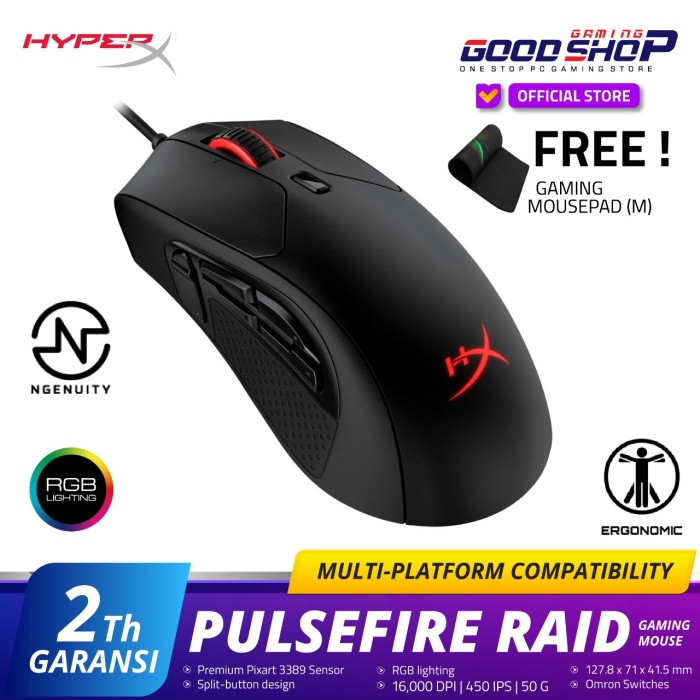 HYPERX
GAMING
GOODSHOP
ONE STOP PC GAMING STORE
OFFICIAL STORE
FREE !
GAMING
MOUSEPAD (M)
HX
N
NGENUITY
RGB
LIGHTING
ERGONOMIC
MULTI-PLATFORM COMPATIBILITY
2Th
GARANSI
PULSEFIRE RAID
GAMING
MOUSE
Premium Pixart 3389 Sensor
Split-button design
RGB lighting
16,000 DPI | 450 IPS | 50 G
127.8 x 71 x 41.5 mm
Omron Switches